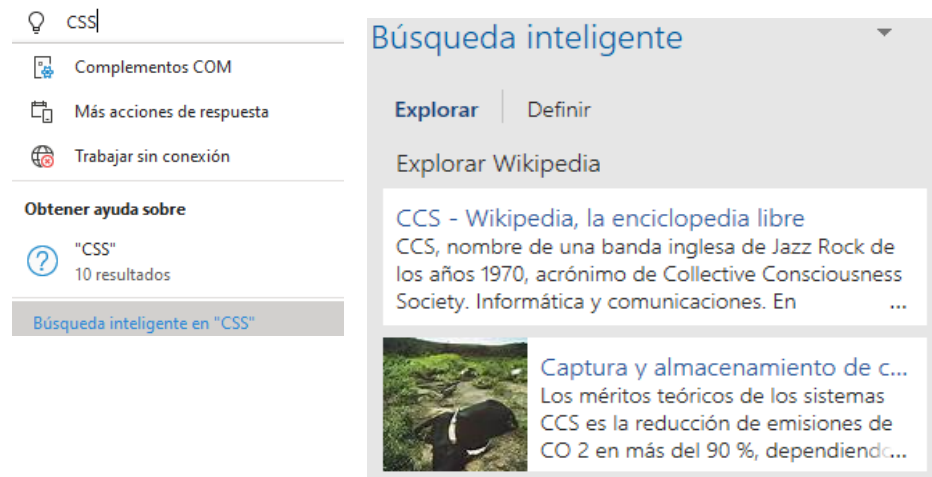 css
Complementos COM
Más acciones de respuesta
Trabajar sin conexión
Obtener ayuda sobre
"CSS"
10 resultados
Búsqueda inteligente en "CSS"
Búsqueda inteligente
Explorar
Definir
Explorar Wikipedia
CCS - Wikipedia, la enciclopedia libre
CCS, nombre de una banda inglesa de Jazz Rock de
los años 1970, acrónimo de Collective Consciousness
Society. Informática y comunicaciones. En ...
Captura y almacenamiento de c...
Los méritos teóricos de los sistemas
CCS es la reducción de emisiones de
CO 2 en más del 90 %, dependiendo...